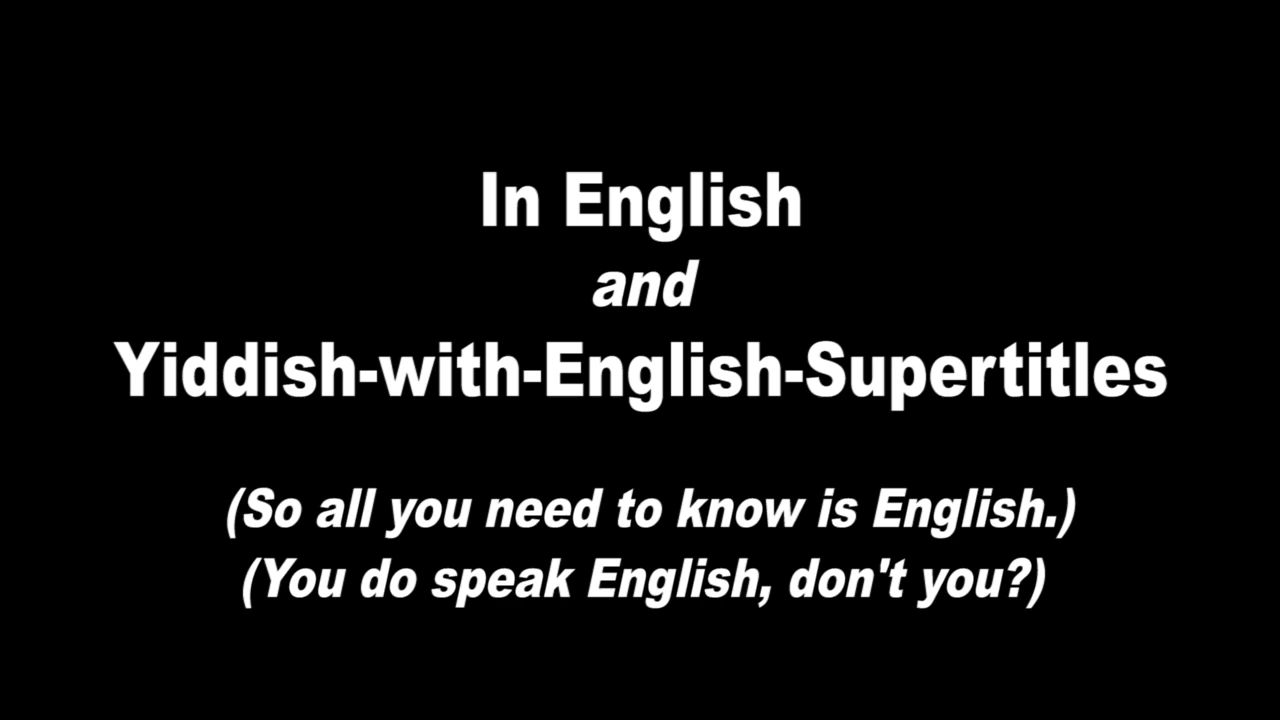 In English
and
Yiddish-with-English-Supertitles
(So all you need to know is English.)
(You do speak English, don't you?)